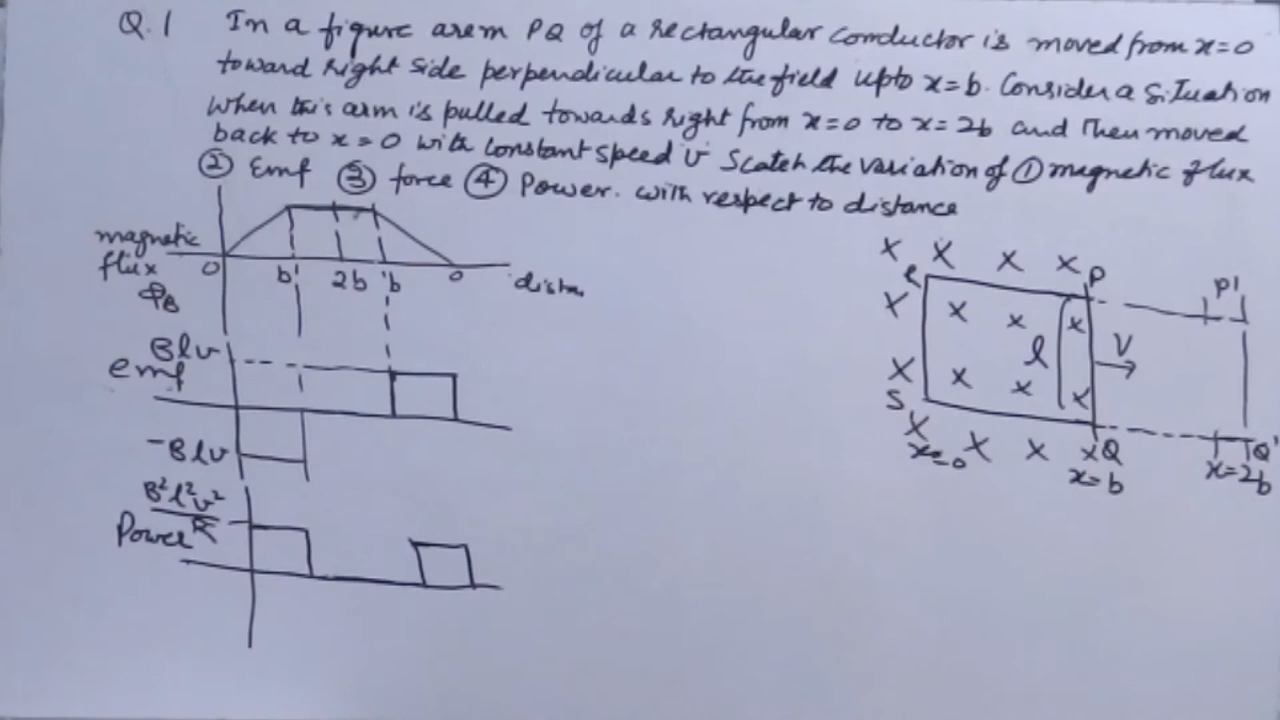 Q.1 In a figure arem PQ of a rectangular conductor is moved from x=0
toward right side perpendicular to the field upto x=b. Consider a situation
when this arm is pulled towards right from x=0 to x=2b and then moved
back to x=0 with constant speed v scatch the variation of ① magnetic flux
② Emf ③ force ④ Power. with respect to distance
magnetic
flux
ΦB
0 b 2b b 0 dista
Blv
emf
-Blv
B²l²v²
R
Power
x x x x
R P P'
x x x x
l V
x x x x
S Q Q'
x x x x
x=0 x=b x=2b